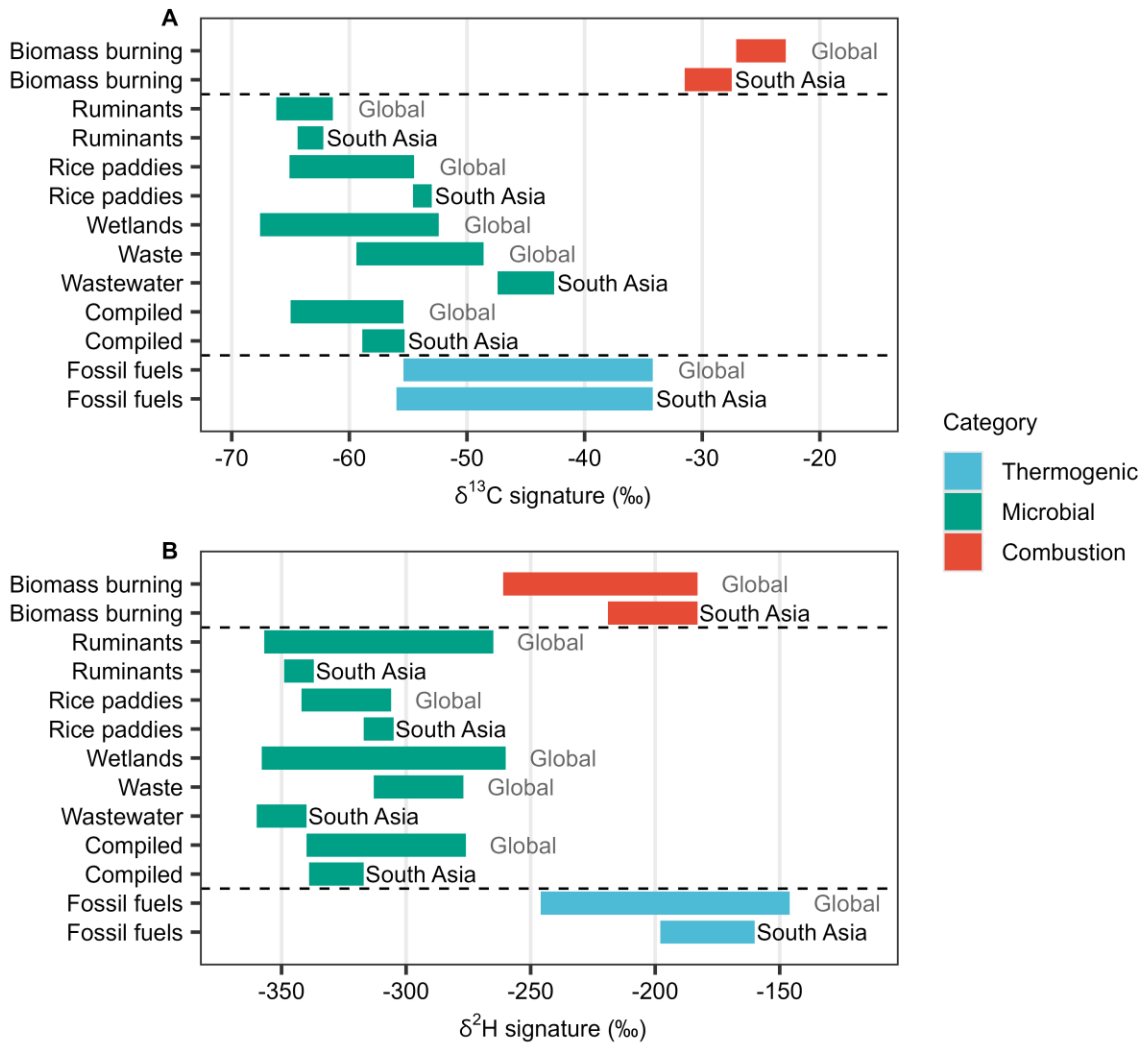 A
Biomass burning Global
Biomass burning South Asia
Ruminants Global
Ruminants South Asia
Rice paddies Global
Rice paddies South Asia
Wetlands Global
Waste Global
Wastewater South Asia
Compiled Global
Compiled South Asia
Fossil fuels Global
Fossil fuels South Asia
-70 -60 -50 -40 -30 -20
δ¹³C signature (‰)
Category
Thermogenic
Microbial
Combustion
B
Biomass burning Global
Biomass burning South Asia
Ruminants Global
Ruminants South Asia
Rice paddies Global
Rice paddies South Asia
Wetlands Global
Waste Global
Wastewater South Asia
Compiled Global
Compiled South Asia
Fossil fuels Global
Fossil fuels South Asia
-350 -300 -250 -200 -150
δ²H signature (‰)